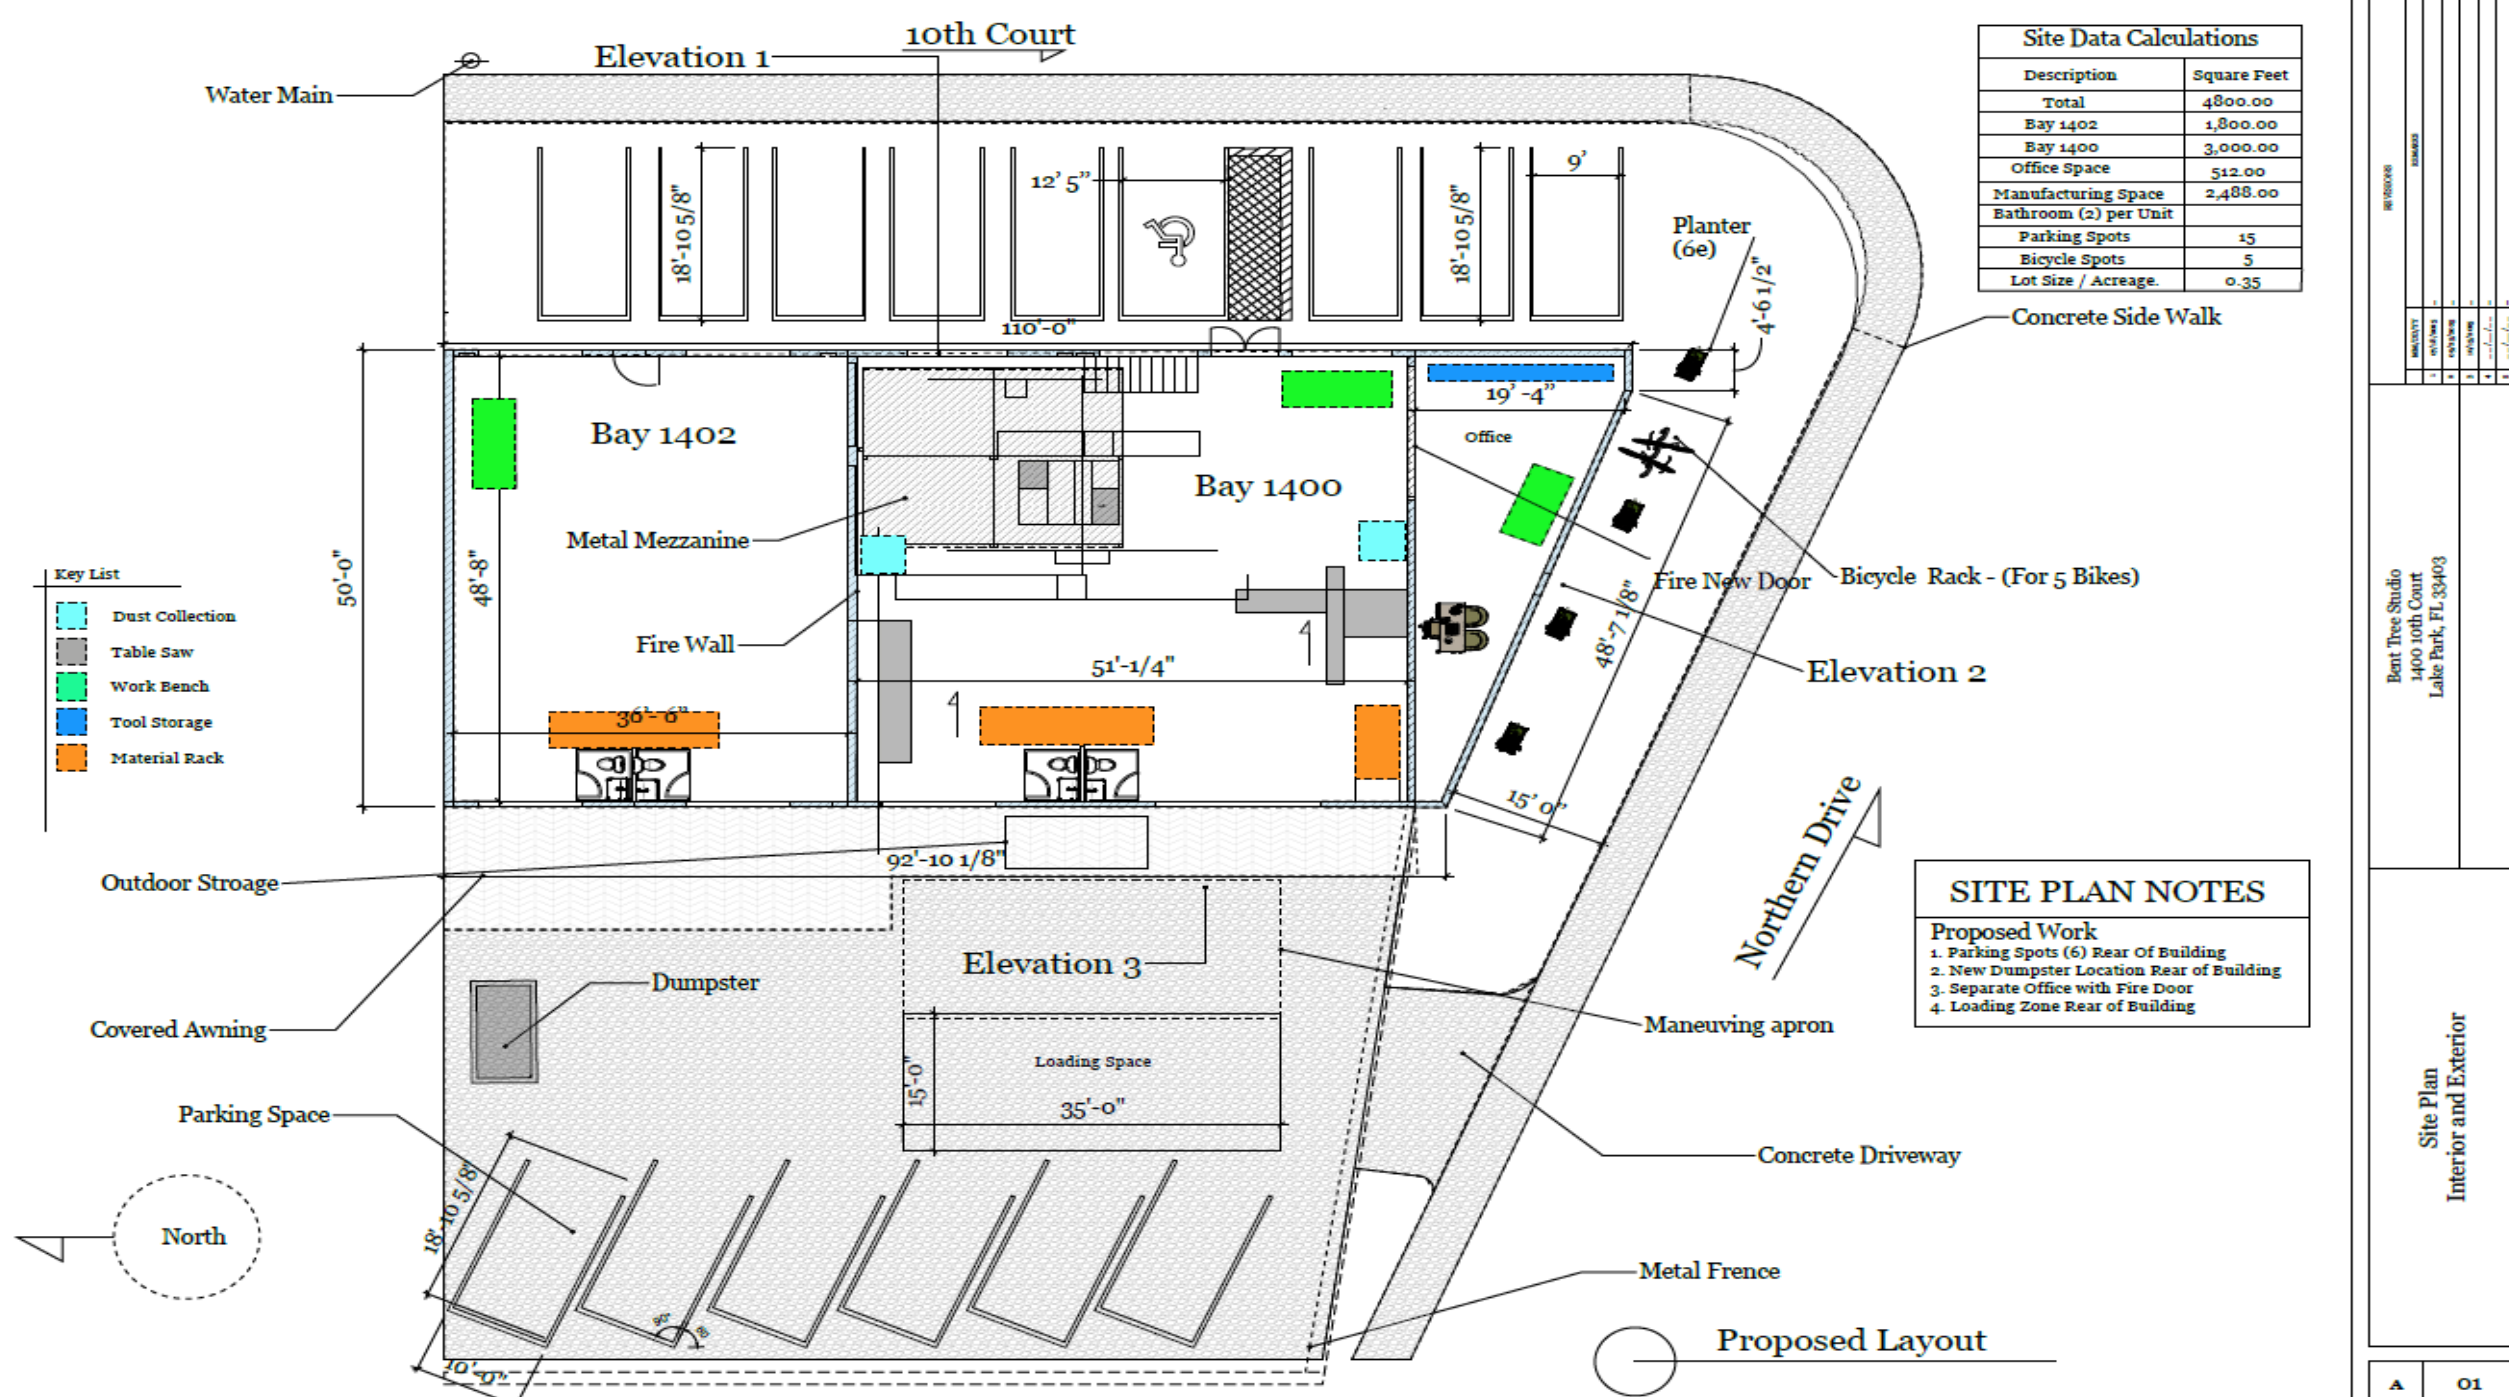 10th Court
Elevation 1
Water Main
12' 5"
9'
18'-10 5/8"
18'-10 5/8"
110'-0"
Planter
(6e)
4'-6 1/2"
Concrete Side Walk
Site Data Calculations
Description Square Feet
Total 4800.00
Bay 1402 1,800.00
Bay 1400 3,000.00
Office Space 512.00
Manufacturing Space 2,488.00
Bathroom (2) per Unit
Parking Spots 15
Bicycle Spots 5
Lot Size / Acreage. 0.35
Bay 1402
Bay 1400
19' -4"
Office
Metal Mezzanine
50'-0"
48'-8"
Fire Wall
51'-1/4"
36'- 6"
Fire New Door
Bicycle Rack - (For 5 Bikes)
48'-7 1/8"
Elevation 2
15' 0"
Northern Drive
Key List
Dust Collection
Table Saw
Work Bench
Tool Storage
Material Rack
Outdoor Stroage
92'-10 1/8"
Elevation 3
Dumpster
Covered Awning
Maneuving apron
Loading Space
15'-0"
35'-0"
Parking Space
18'-10 5/8"
Concrete Driveway
North
Metal Frence
90°
10'-0"
Proposed Layout
SITE PLAN NOTES
Proposed Work
1. Parking Spots (6) Rear Of Building
2. New Dumpster Location Rear of Building
3. Separate Office with Fire Door
4. Loading Zone Rear of Building
REVISIONS
Bent Tree Studio
1400 10th Court
Lake Park, FL 33403
Site Plan
Interior and Exterior
A 01